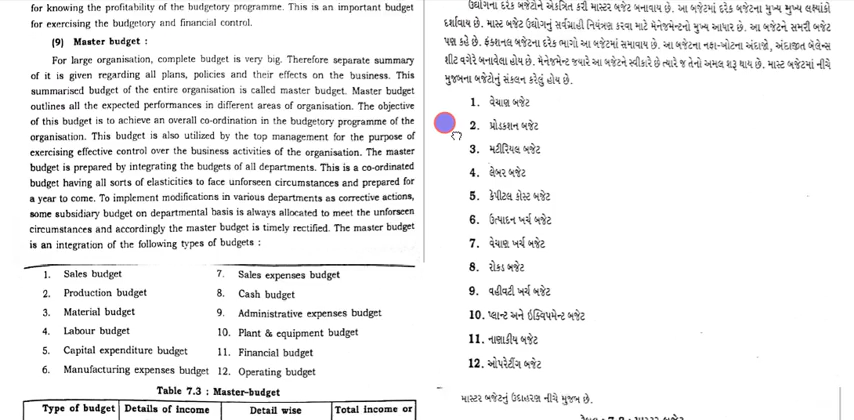 for knowing the profitability of the budgetory programme. This is an important budget
for exercising the budgetory and financial control.
(9) Master budget :
For large organisation, complete budget is very big. Therefore separate summary
of it is given regarding all plans, policies and their effects on the business. This
summarised budget of the entire organisation is called master budget. Master budget
outlines all the expected performances in different areas of organisation. The objective
of this budget is to achieve an overall co-ordination in the budgetory programme of the
organisation. This budget is also utilized by the top management for the purpose of
exercising effective control over the business activities of the organisation. The master
budget is prepared by integrating the budgets of all departments. This is a co-ordinated
budget having all sorts of elasticities to face unforseen circumstances and prepared for
a year to come. To implement modifications in various departments as corrective actions,
some subsidiary budget on departmental basis is always allocated to meet the unforseen
circumstances and accordingly the master budget is timely rectified. The master budget
is an integration of the following types of budgets :
1. Sales budget
2. Production budget
3. Material budget
4. Labour budget
5. Capital expenditure budget
6. Manufacturing expenses budget
7. Sales expenses budget
8. Cash budget
9. Administrative expenses budget
10. Plant & equipment budget
11. Financial budget
12. Operating budget
Table 7.3 : Master-budget
Type of budget Details of income Detail wise Total income or
ઉદ્યોગના દરેક બજેટોને એકત્રિત કરી માસ્ટર બજેટ બનાવાય છે. આ બજેટમાં દરેક બજેટના મુખ્ય મુખ્ય લક્ષ્યાંકો
દર્શાવાય છે. માસ્ટ બજેટ ઉદ્યોગનું સર્વગ્રાહી નિયંત્રણ કરવા માટે મેનેજમેન્ટનો મુખ્ય આધાર છે. આ બજેટને સમરી બજેટ
પણ કહે છે. ફંક્શનલ બજેટના દરેક ભાગો આ બજેટમાં સમાવાય છે. આ બજેટના નફા-ખોટના અંદાજો, અંદાજીત બેલેન્સ
શીટ વગેરે બનાવેલા હોય છે. મેનેજમેન્ટ જ્યારે આ બજેટને સ્વીકારે છે ત્યારે જ તેનો અમલ શરૂ થાય છે. માસ્ટ બજેટમાં નીચે
મુજબના બજેટોનું સંકલન કરેલું હોય છે.
1. વેચાણ બજેટ
2. પ્રોડકશન બજેટ
3. મટીરિયલ બજેટ
4. લેબર બજેટ
5. કેપીટલ કોસ્ટ બજેટ
6. ઉત્પાદન ખર્ચ બજેટ
7. વેચાણ ખર્ચ બજેટ
8. રોકડ બજેટ
9. વહીવટી ખર્ચ બજેટ
10. પ્લાન્ટ અને ઇક્વિપમેન્ટ બજેટ
11. નાણાકીય બજેટ
12. ઓપરેટીંગ બજેટ
માસ્ટર બજેટનું ઉદાહરણ નીચે મુજબ છે.